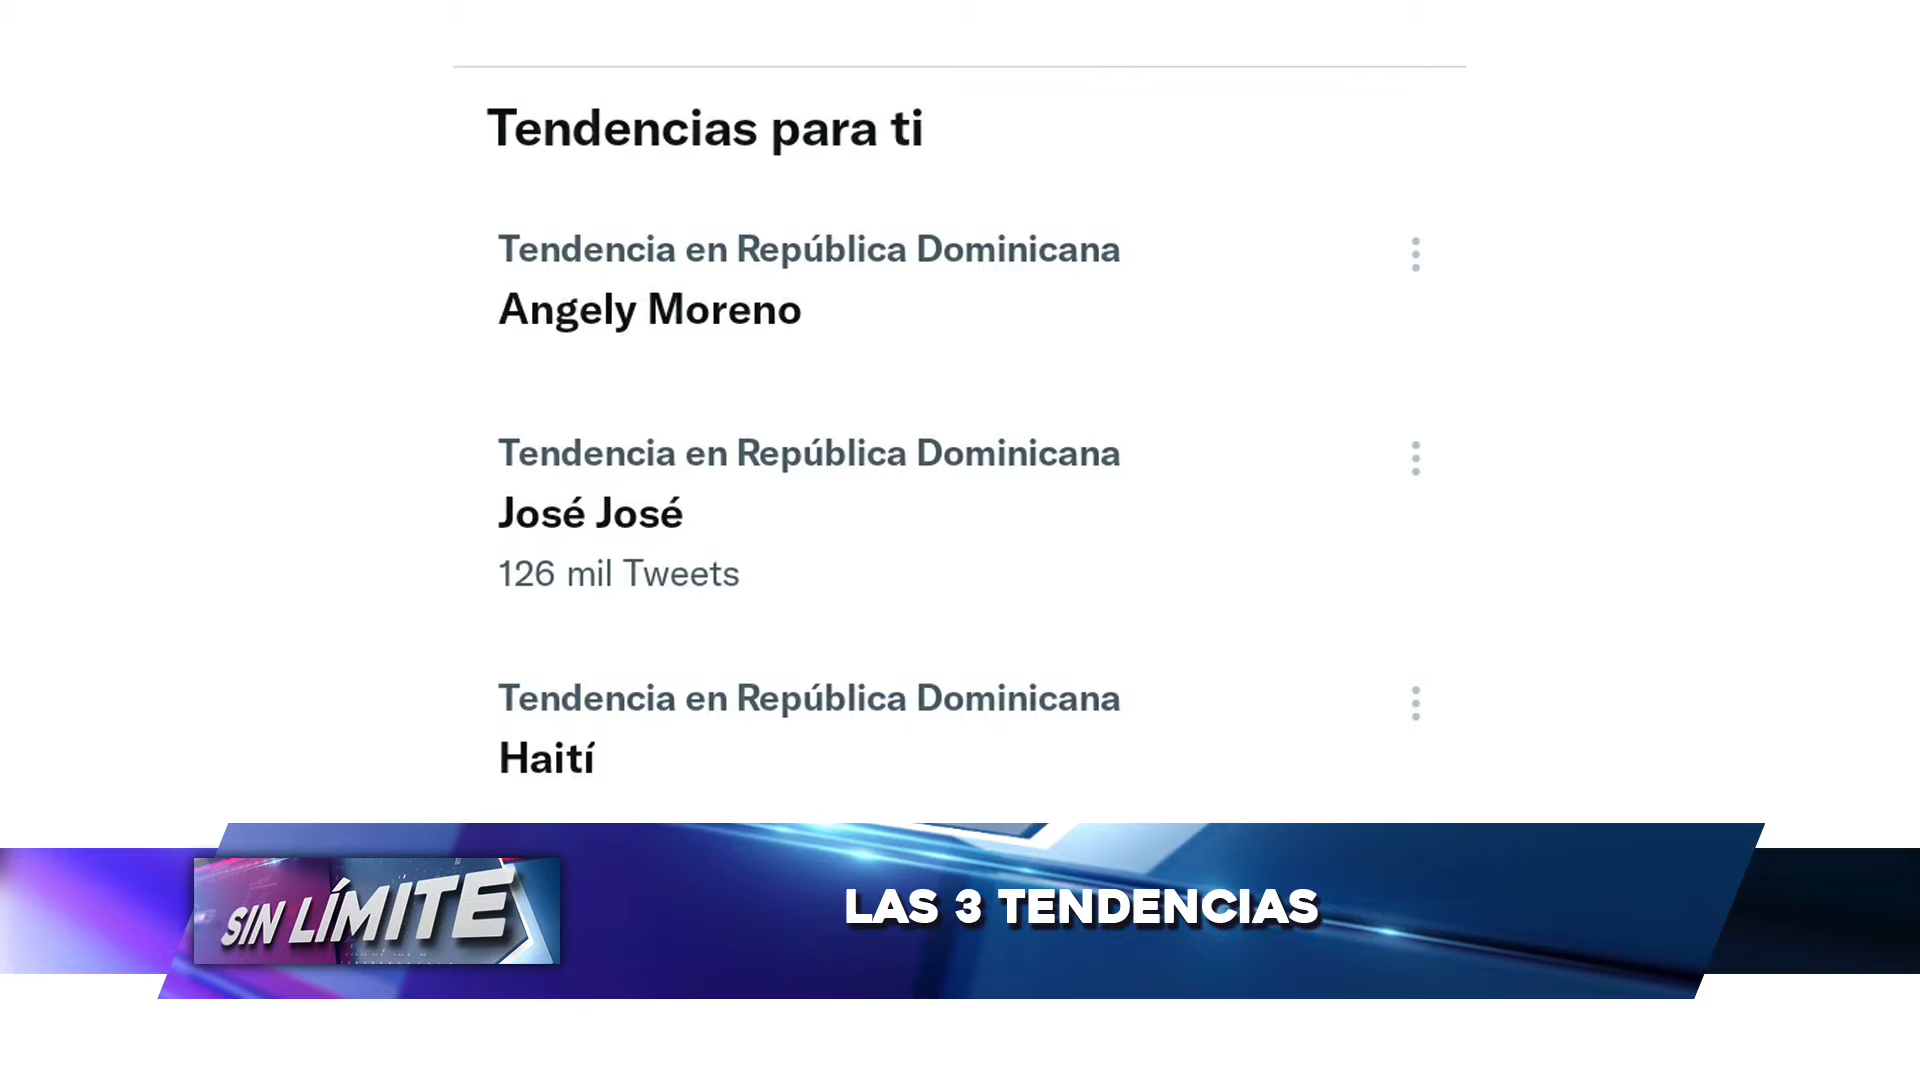 Tendencias para ti
Tendencia en República Dominicana
Angely Moreno
Tendencia en República Dominicana
José José
126 mil Tweets
Tendencia en República Dominicana
Haití
SIN LÍMITE
LAS 3 TENDENCIAS